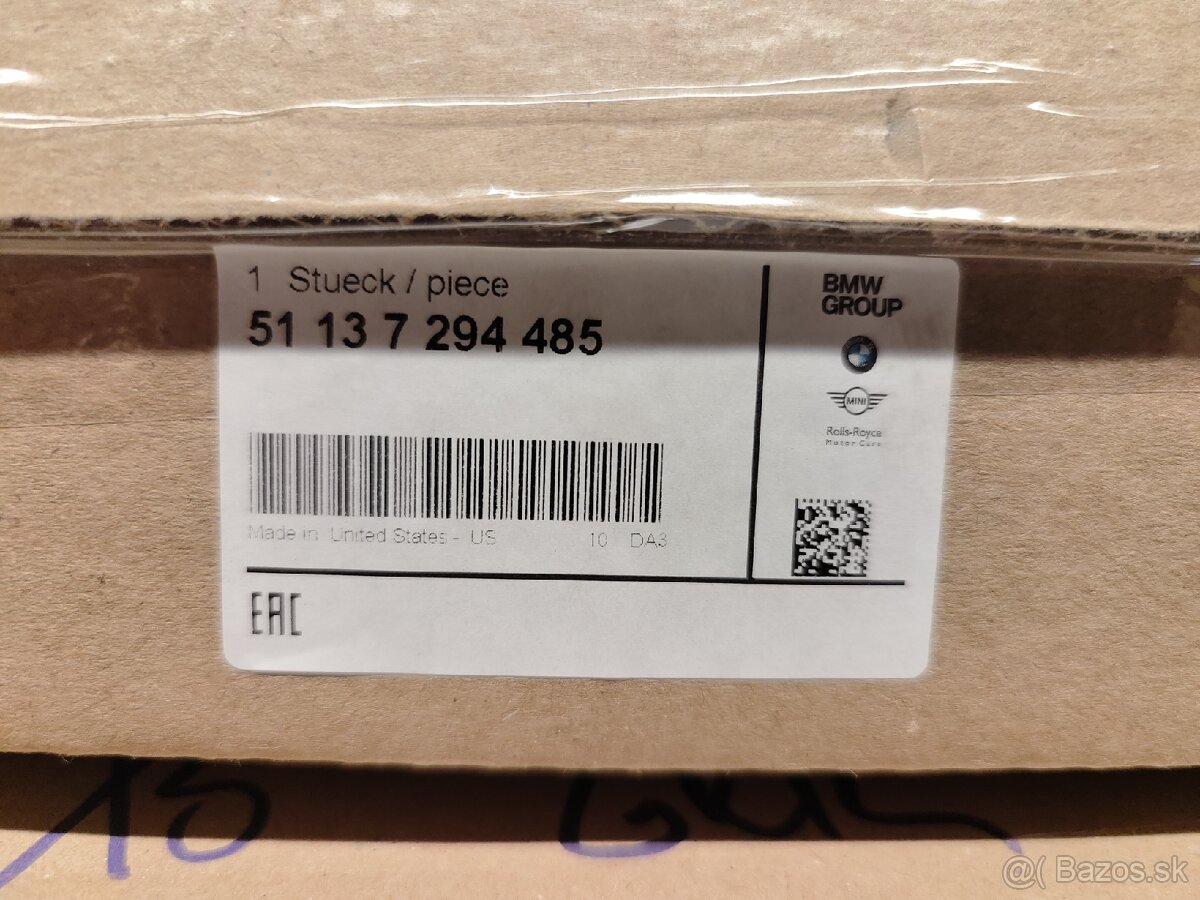 1 Stueck / piece
51 13 7 294 485
Made in United States - US 10 DA3
EAC
BMW
GROUP
MINI
Rolls-Royce
Motor Cars
15
@( Bazos.sk